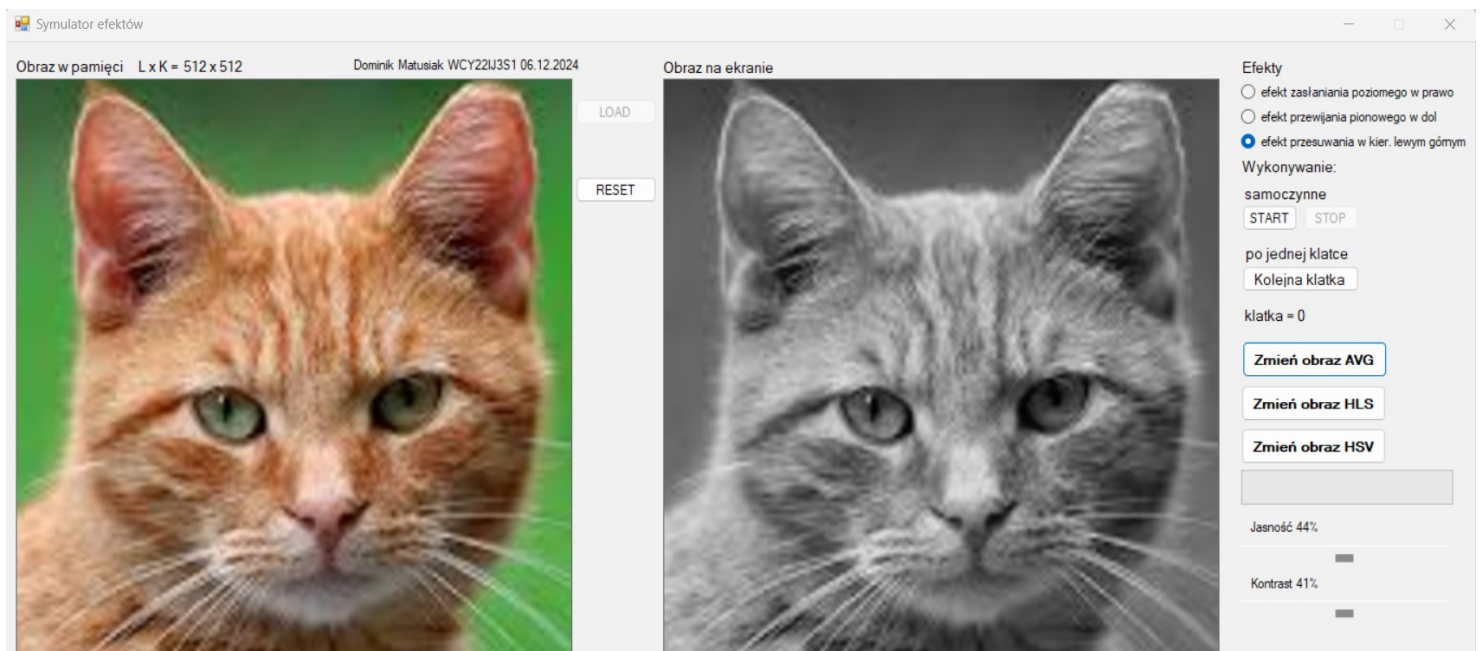 Symulator efektów
Obraz w pamięci L x K = 512 x 512
Dominik Matusiak WCY22IJ3S1 06.12.2024
LOAD
RESET
Obraz na ekranie
Efekty
efekt zasłaniania poziomego w prawo
efekt przewijania pionowego w dol
efekt przesuwania w kier. lewym górnym
Wykonywanie:
samoczynne
START STOP
po jednej klatce
Kolejna klatka
klatka = 0
Zmień obraz AVG
Zmień obraz HLS
Zmień obraz HSV
Jasność 44%
Kontrast 41%